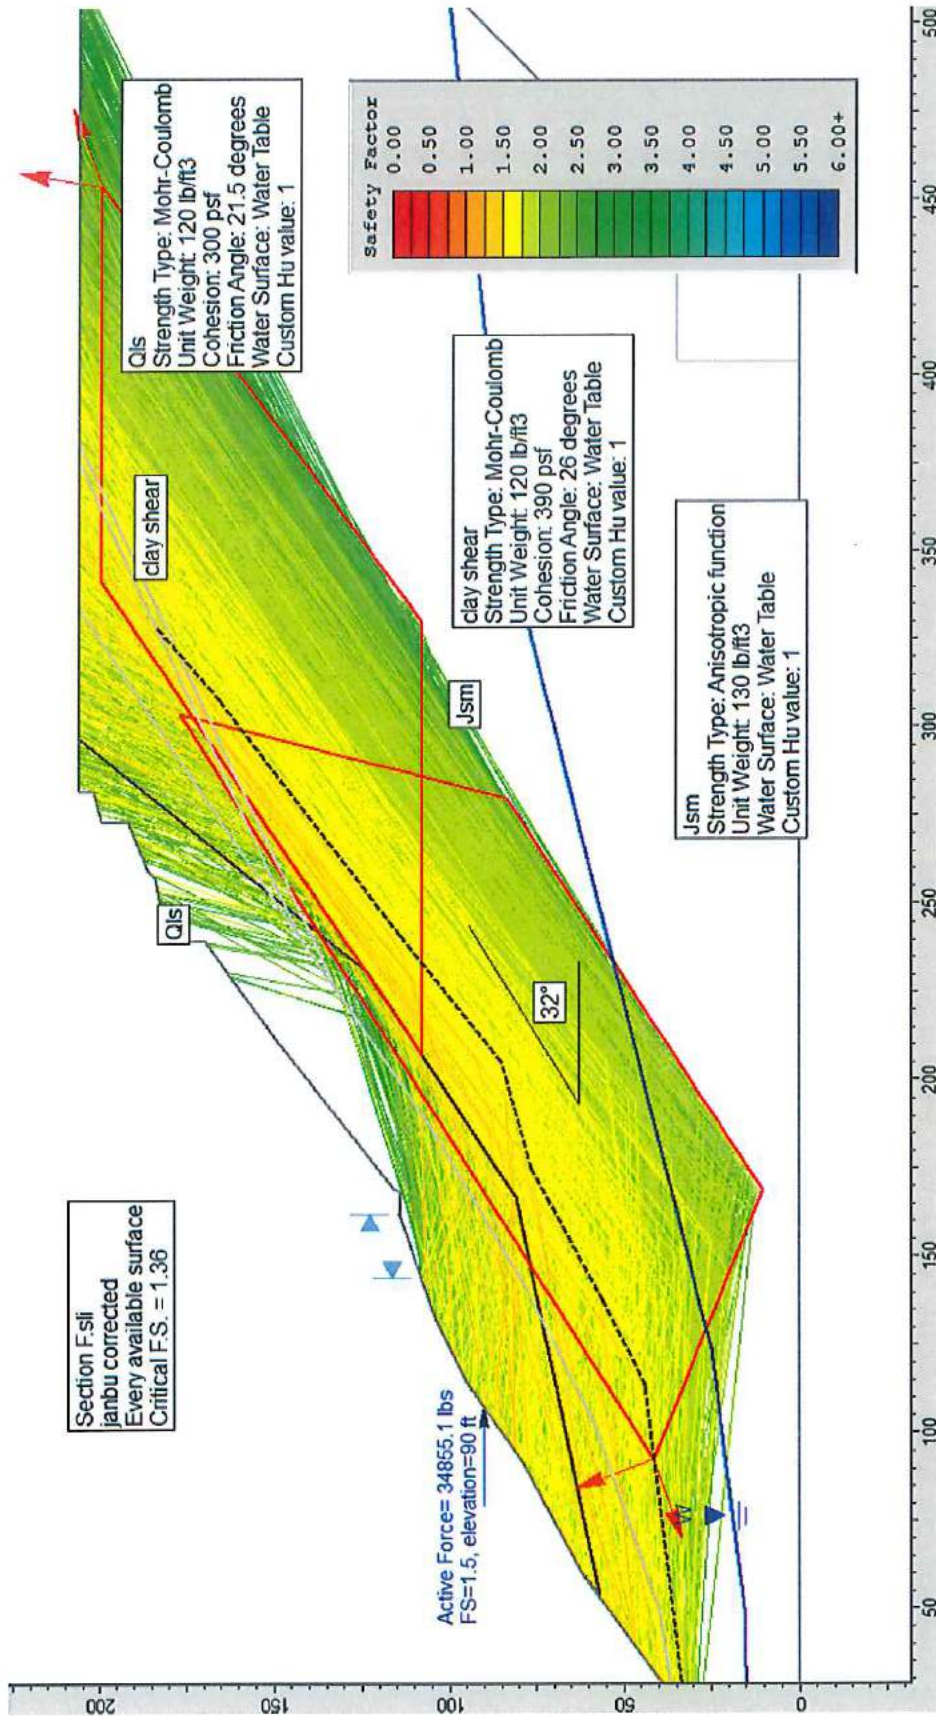 Section F.sli
janbu corrected
Every available surface
Critical F.S. = 1.36
Active Force= 34855.1 lbs
FS=1.5, elevation=90 ft
Qls
clay shear
Jsm
32°
W
Qls
Strength Type: Mohr-Coulomb
Unit Weight: 120 lb/ft3
Cohesion: 300 psf
Friction Angle: 21.5 degrees
Water Surface: Water Table
Custom Hu value: 1
clay shear
Strength Type: Mohr-Coulomb
Unit Weight: 120 lb/ft3
Cohesion: 390 psf
Friction Angle: 26 degrees
Water Surface: Water Table
Custom Hu value: 1
Jsm
Strength Type: Anisotropic function
Unit Weight: 130 lb/ft3
Water Surface: Water Table
Custom Hu value: 1
Safety Factor
0.00
0.50
1.00
1.50
2.00
2.50
3.00
3.50
4.00
4.50
5.00
5.50
6.00+
200
150
100
50
0
50
100
150
200
250
300
350
400
450
500